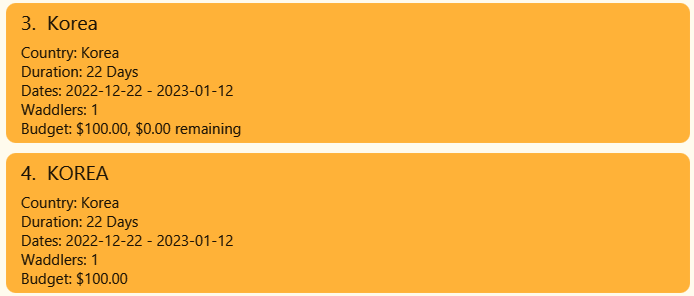 3. Korea
Country: Korea
Duration: 22 Days
Dates: 2022-12-22 - 2023-01-12
Waddlers: 1
Budget: $100.00, $0.00 remaining
4. KOREA
Country: Korea
Duration: 22 Days
Dates: 2022-12-22 - 2023-01-12
Waddlers: 1
Budget: $100.00